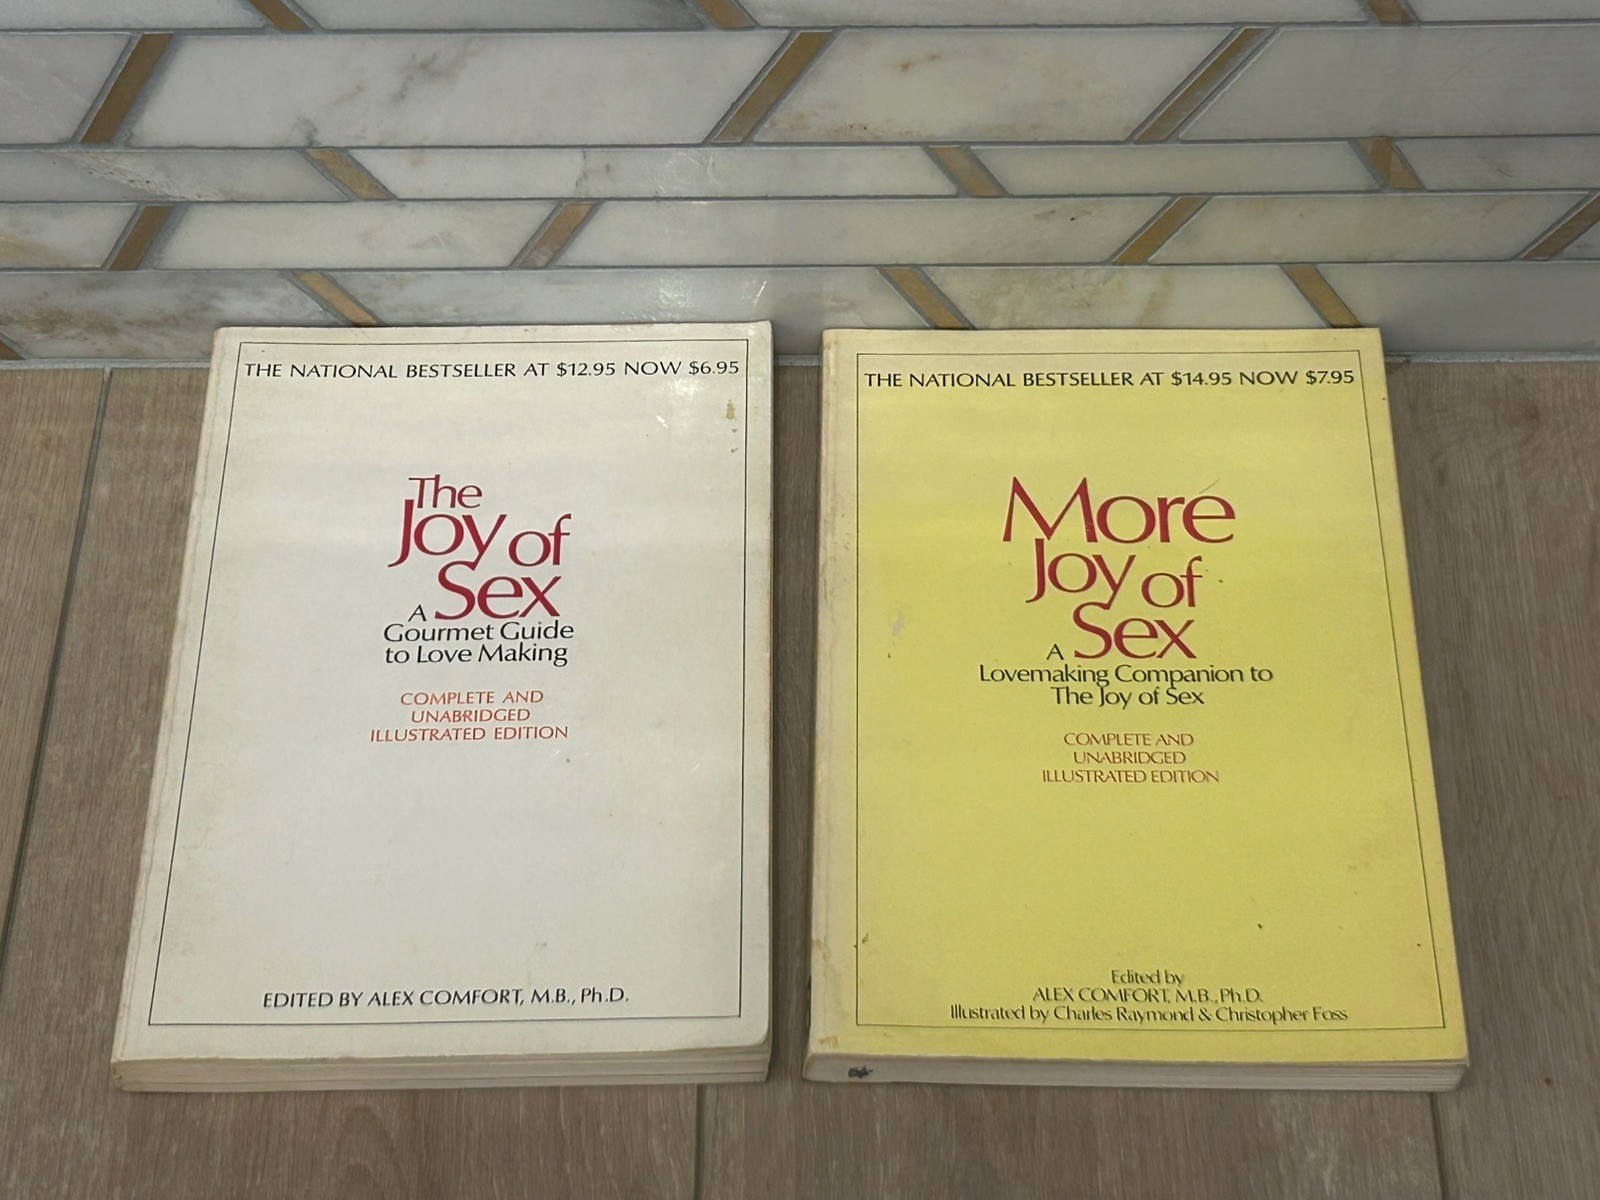 THE NATIONAL BESTSELLER AT $12.95 NOW $6.95
The
Joy of
Sex
A
Gourmet Guide
to Love Making
COMPLETE AND
UNABRIDGED
ILLUSTRATED EDITION
EDITED BY ALEX COMFORT, M.B., Ph.D.
THE NATIONAL BESTSELLER AT $14.95 NOW $7.95
More
Joy of
Sex
A
Lovemaking Companion to
The Joy of Sex
COMPLETE AND
UNABRIDGED
ILLUSTRATED EDITION
Edited by
ALEX COMFORT, M.B., Ph.D.
Illustrated by Charles Raymond & Christopher Foss